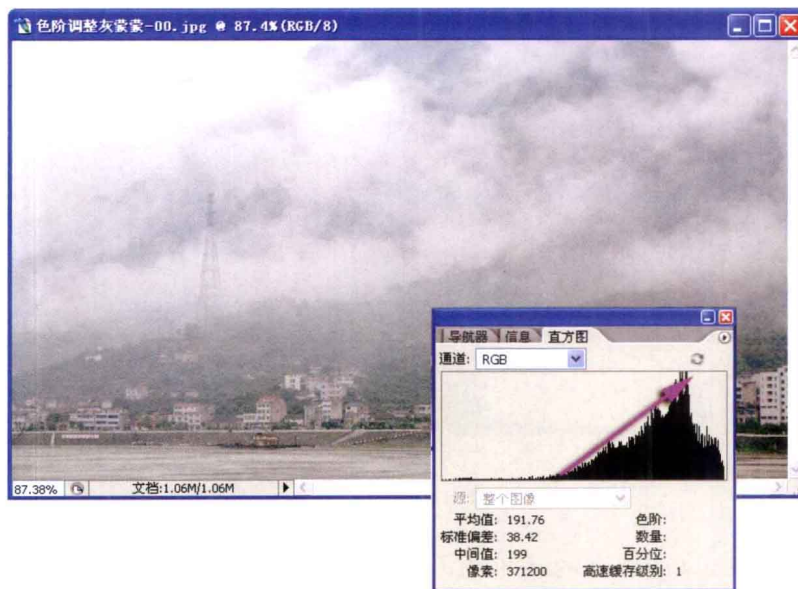 色阶调整灰蒙蒙-00.jpg @ 87.4%(RGB/8)
导航器 信息 直方图
通道: RGB
源: 整个图像
平均值: 191.76 色阶:
标准偏差: 38.42 数量:
中间值: 199 百分位:
像素: 371200 高速缓存级别: 1
87.38% 文档:1.06M/1.06M